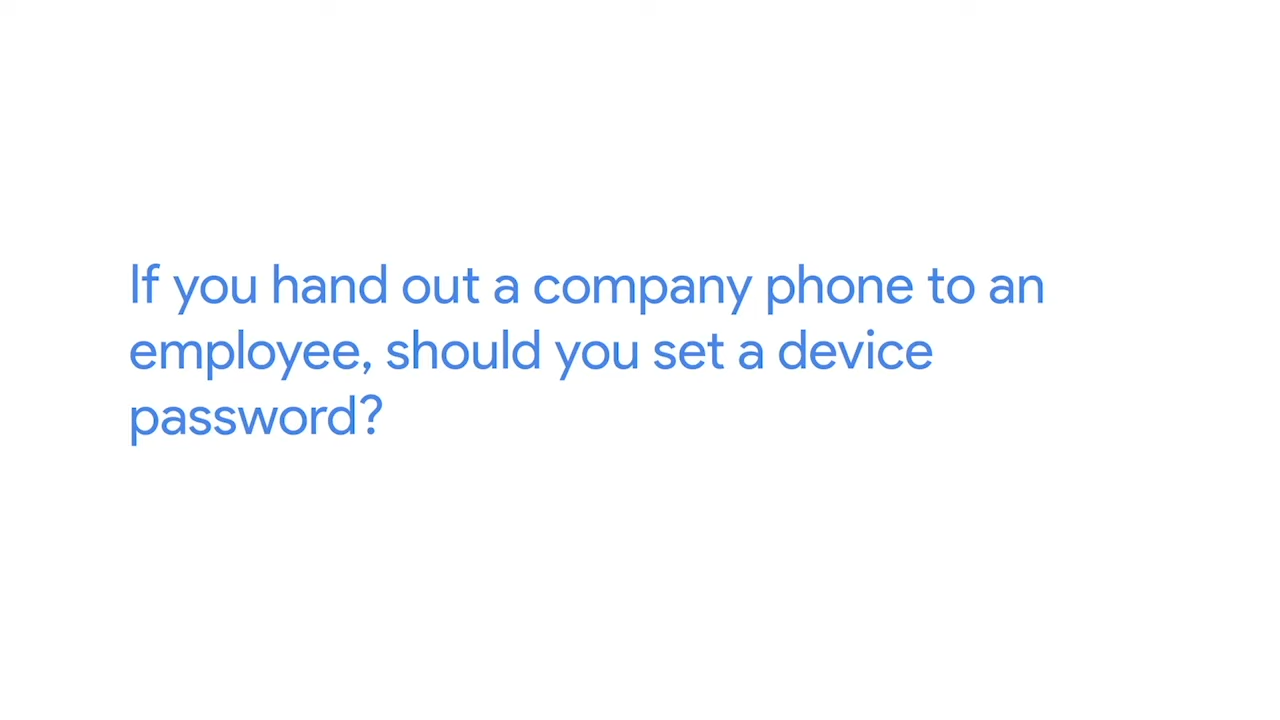 If you hand out a company phone to an
employee, should you set a device
password?